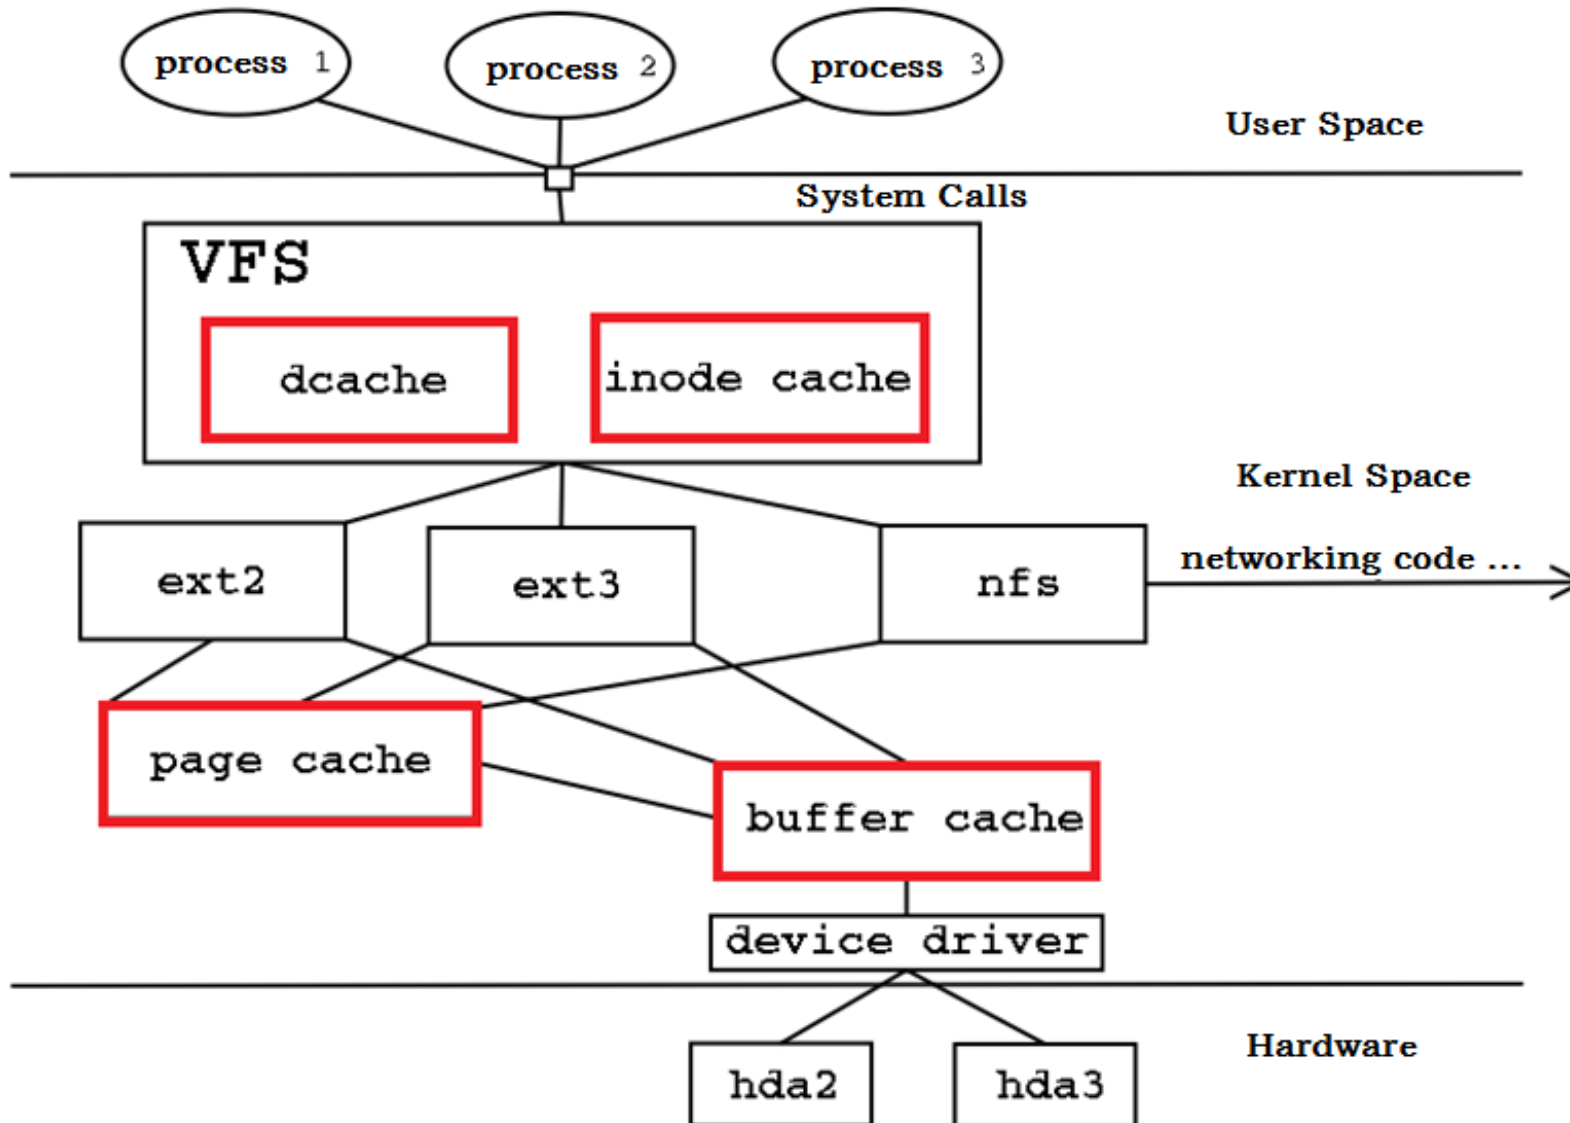 process 1
process 2
process 3
User Space
System Calls
VFS
dcache
inode cache
Kernel Space
ext2
ext3
nfs
networking code ...
page cache
buffer cache
device driver
Hardware
hda2
hda3